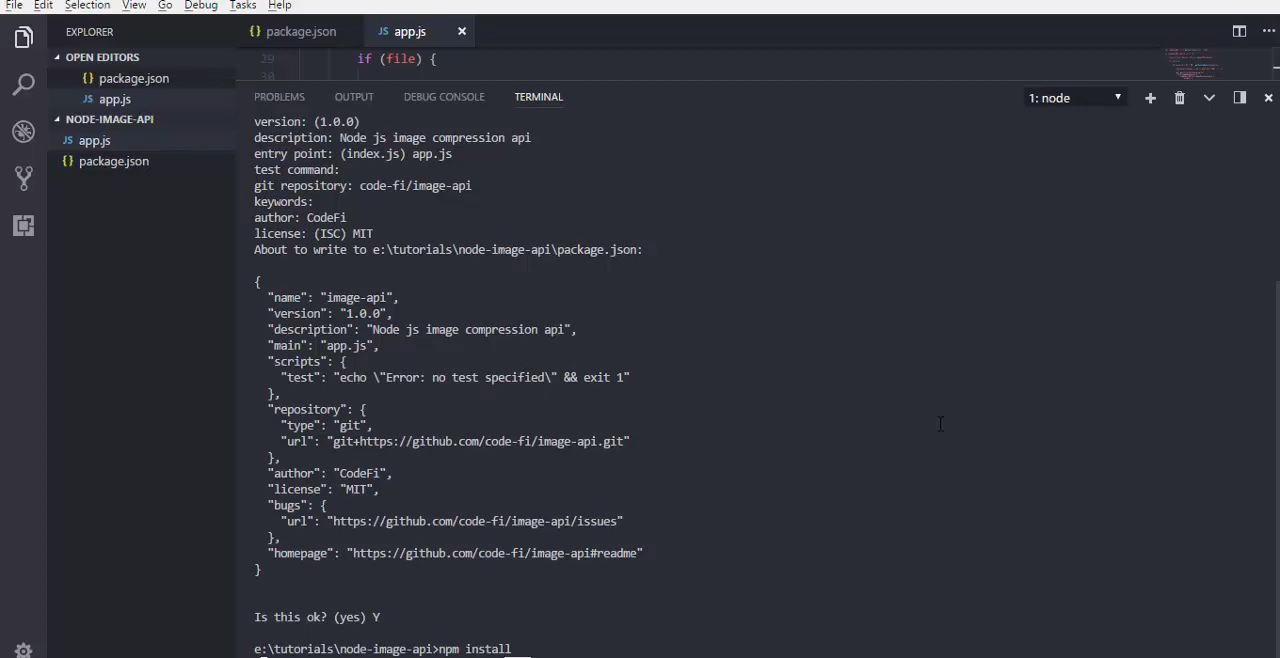 File Edit Selection View Go Debug Tasks Help
EXPLORER
OPEN EDITORS
{} package.json
JS app.js
NODE-IMAGE-API
JS app.js
{} package.json
{} package.json JS app.js
29 if (file) {
30
PROBLEMS OUTPUT DEBUG CONSOLE TERMINAL 1: node
version: (1.0.0)
description: Node js image compression api
entry point: (index.js) app.js
test command:
git repository: code-fi/image-api
keywords:
author: CodeFi
license: (ISC) MIT
About to write to e:\tutorials\node-image-api\package.json:
{
"name": "image-api",
"version": "1.0.0",
"description": "Node js image compression api",
"main": "app.js",
"scripts": {
"test": "echo \"Error: no test specified\" && exit 1"
},
"repository": {
"type": "git",
"url": "git+https://github.com/code-fi/image-api.git"
},
"author": "CodeFi",
"license": "MIT",
"bugs": {
"url": "https://github.com/code-fi/image-api/issues"
},
"homepage": "https://github.com/code-fi/image-api#readme"
}
Is this ok? (yes) Y
e:\tutorials\node-image-api>npm install